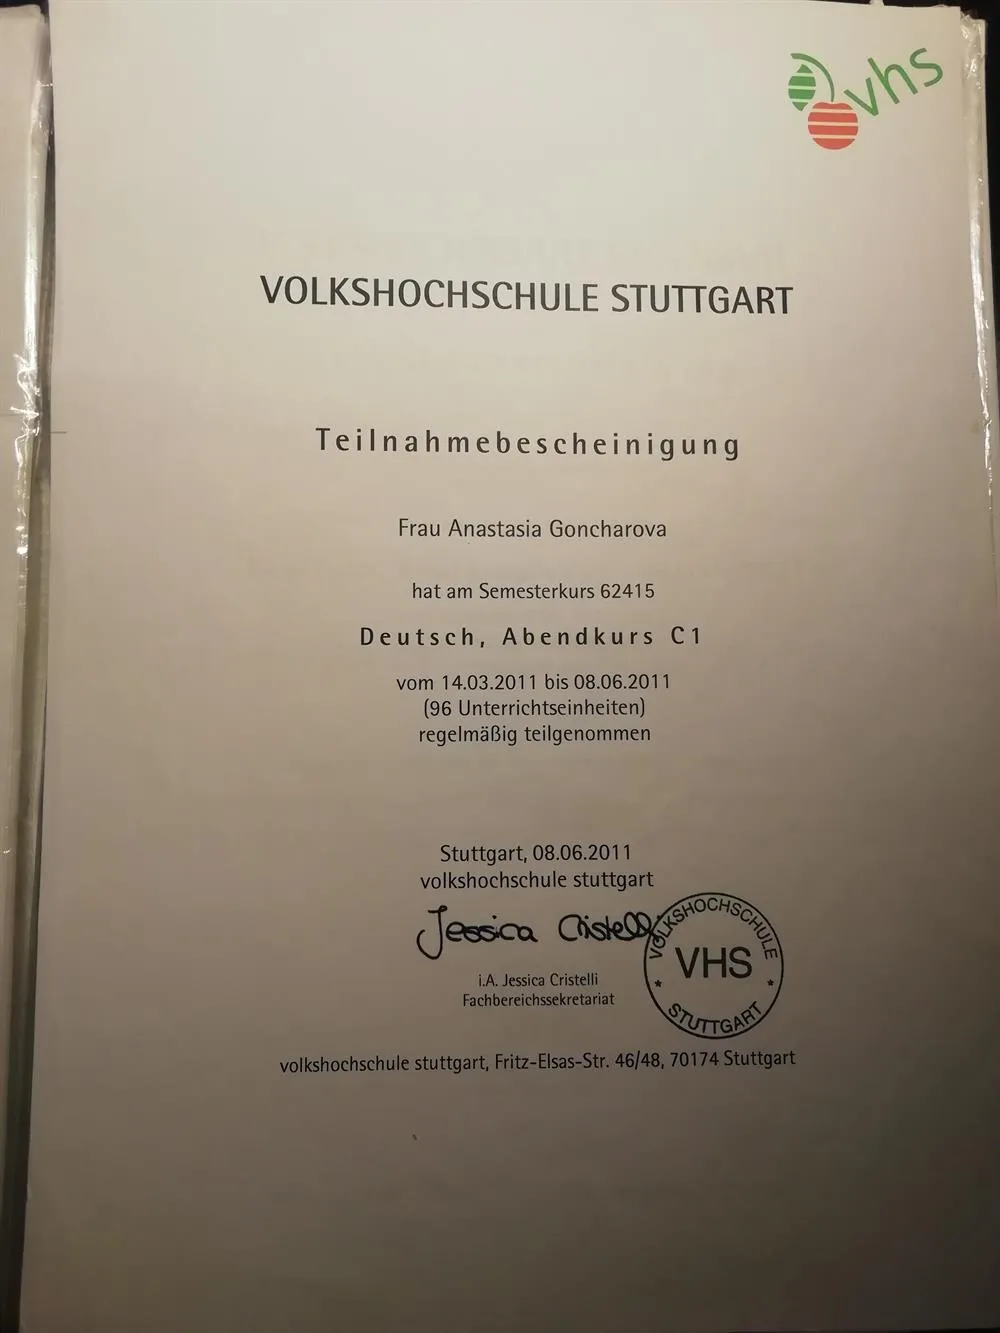 vhs
VOLKSHOCHSCHULE STUTTGART
Teilnahmebescheinigung
Frau Anastasia Goncharova
hat am Semesterkurs 62415
Deutsch, Abendkurs C1
vom 14.03.2011 bis 08.06.2011
(96 Unterrichtseinheiten)
regelmäßig teilgenommen
Stuttgart, 08.06.2011
volkshochschule stuttgart
Jessica Cristelli
VOLKSHOCHSCHULE
VHS
STUTTGART
i.A. Jessica Cristelli
Fachbereichssekretariat
volkshochschule stuttgart, Fritz-Elsas-Str. 46/48, 70174 Stuttgart